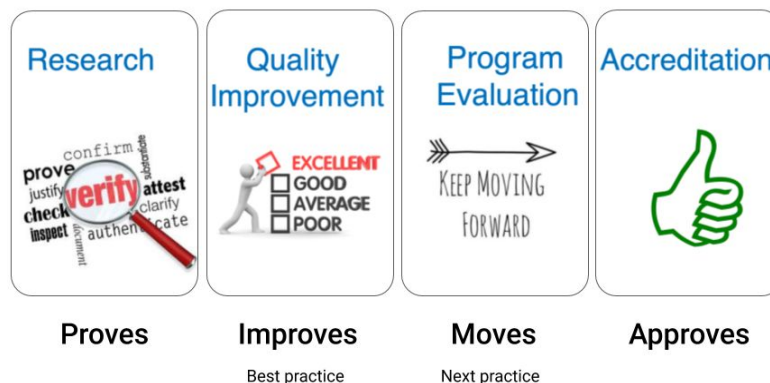 Research
confirm
substantiate
prove
justify
verify
attest
check
clarify
inspect
document
authenticate
Proves
Quality
Improvement
EXCELLENT
GOOD
AVERAGE
POOR
Improves
Best practice
Program
Evaluation
KEEP MOVING
FORWARD
Moves
Next practice
Accreditation
Approves